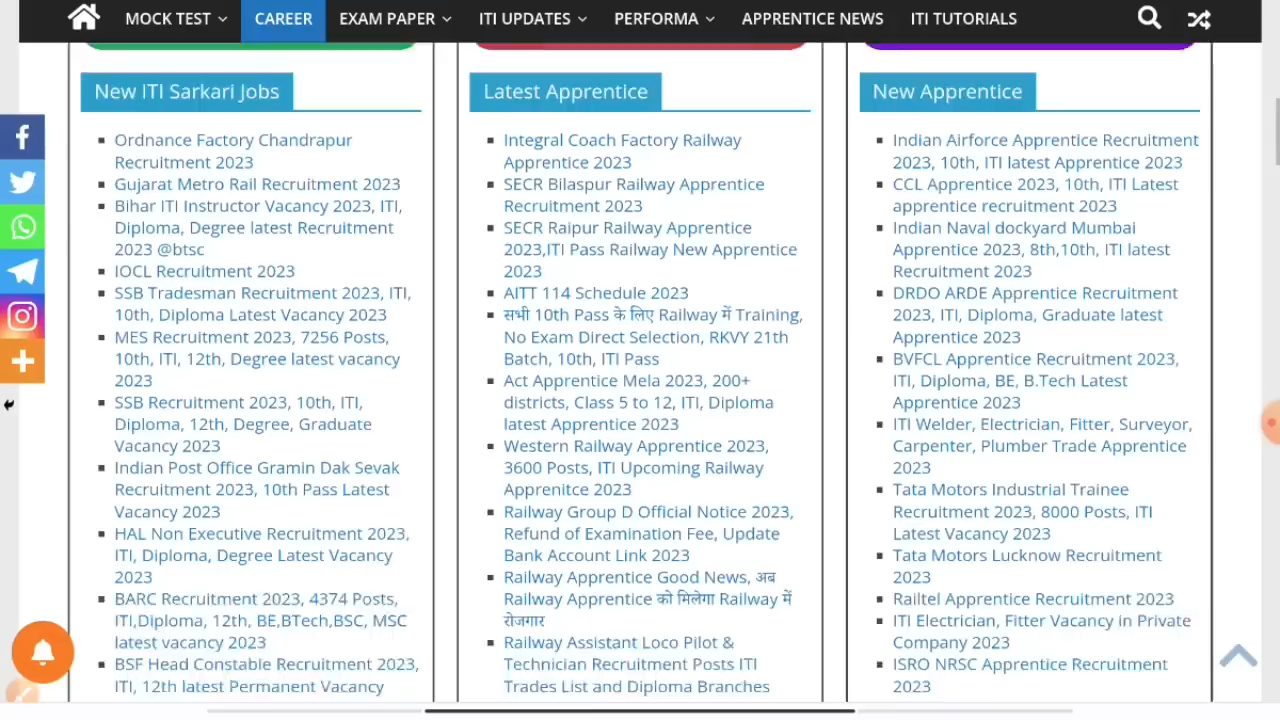 MOCK TEST CAREER EXAM PAPER ITI UPDATES PERFORMA APPRENTICE NEWS ITI TUTORIALS
New ITI Sarkari Jobs
Ordnance Factory Chandrapur
Recruitment 2023
Gujarat Metro Rail Recruitment 2023
Bihar ITI Instructor Vacancy 2023, ITI,
Diploma, Degree latest Recruitment
2023 @btsc
IOCL Recruitment 2023
SSB Tradesman Recruitment 2023, ITI,
10th, Diploma Latest Vacancy 2023
MES Recruitment 2023, 7256 Posts,
10th, ITI, 12th, Degree latest vacancy
2023
SSB Recruitment 2023, 10th, ITI,
Diploma, 12th, Degree, Graduate
Vacancy 2023
Indian Post Office Gramin Dak Sevak
Recruitment 2023, 10th Pass Latest
Vacancy 2023
HAL Non Executive Recruitment 2023,
ITI, Diploma, Degree Latest Vacancy
2023
BARC Recruitment 2023, 4374 Posts,
ITI,Diploma, 12th, BE,BTech,BSC, MSC
latest vacancy 2023
BSF Head Constable Recruitment 2023,
ITI, 12th latest Permanent Vacancy
Latest Apprentice
Integral Coach Factory Railway
Apprentice 2023
SECR Bilaspur Railway Apprentice
Recruitment 2023
SECR Raipur Railway Apprentice
2023,ITI Pass Railway New Apprentice
2023
AITT 114 Schedule 2023
सभी 10th Pass के लिए Railway में Training,
No Exam Direct Selection, RKVY 21th
Batch, 10th, ITI Pass
Act Apprentice Mela 2023, 200+
districts, Class 5 to 12, ITI, Diploma
latest Apprentice 2023
Western Railway Apprentice 2023,
3600 Posts, ITI Upcoming Railway
Apprenitce 2023
Railway Group D Official Notice 2023,
Refund of Examination Fee, Update
Bank Account Link 2023
Railway Apprentice Good News, अब
Railway Apprentice को मिलेगा Railway में
रोजगार
Railway Assistant Loco Pilot &
Technician Recruitment Posts ITI
Trades List and Diploma Branches
New Apprentice
Indian Airforce Apprentice Recruitment
2023, 10th, ITI latest Apprentice 2023
CCL Apprentice 2023, 10th, ITI Latest
apprentice recruitment 2023
Indian Naval dockyard Mumbai
Apprentice 2023, 8th,10th, ITI latest
Recruitment 2023
DRDO ARDE Apprentice Recruitment
2023, ITI, Diploma, Graduate latest
Apprentice 2023
BVFCL Apprentice Recruitment 2023,
ITI, Diploma, BE, B.Tech Latest
Apprentice 2023
ITI Welder, Electrician, Fitter, Surveyor,
Carpenter, Plumber Trade Apprentice
2023
Tata Motors Industrial Trainee
Recruitment 2023, 8000 Posts, ITI
Latest Vacancy 2023
Tata Motors Lucknow Recruitment
2023
Railtel Apprentice Recruitment 2023
ITI Electrician, Fitter Vacancy in Private
Company 2023
ISRO NRSC Apprentice Recruitment
2023